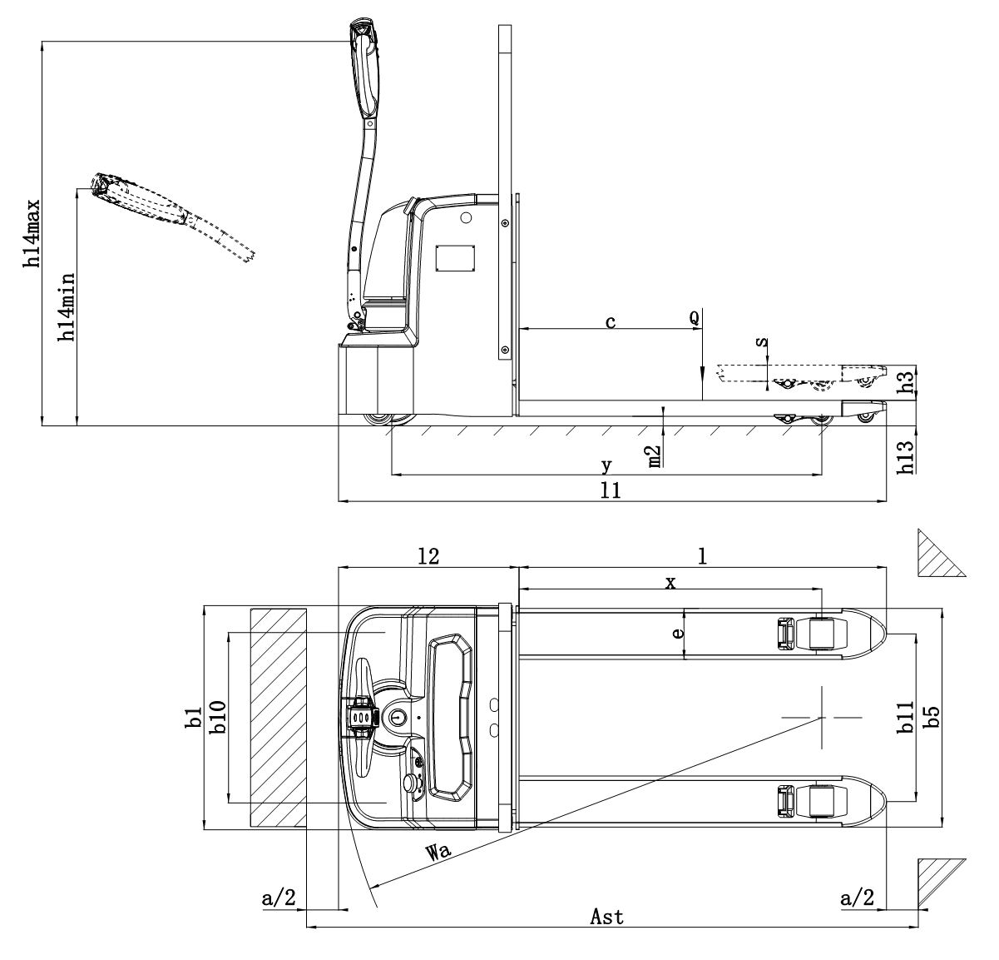 h14max
h14min
c
Q
s
h3
m2
h13
y
l1
l2
l
x
e
b1
b10
b11
b5
Wa
a/2
a/2
Ast